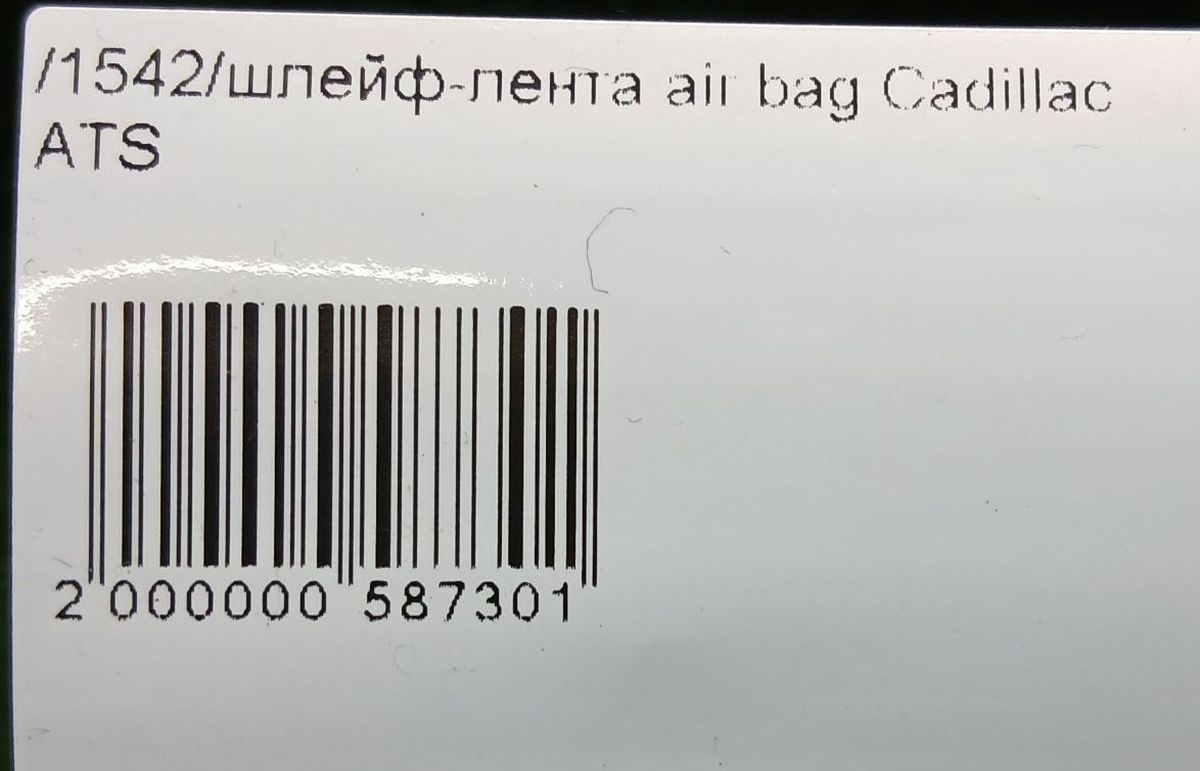 /1542/шлейф-лента air bag Cadillac
ATS
2 000000 587301